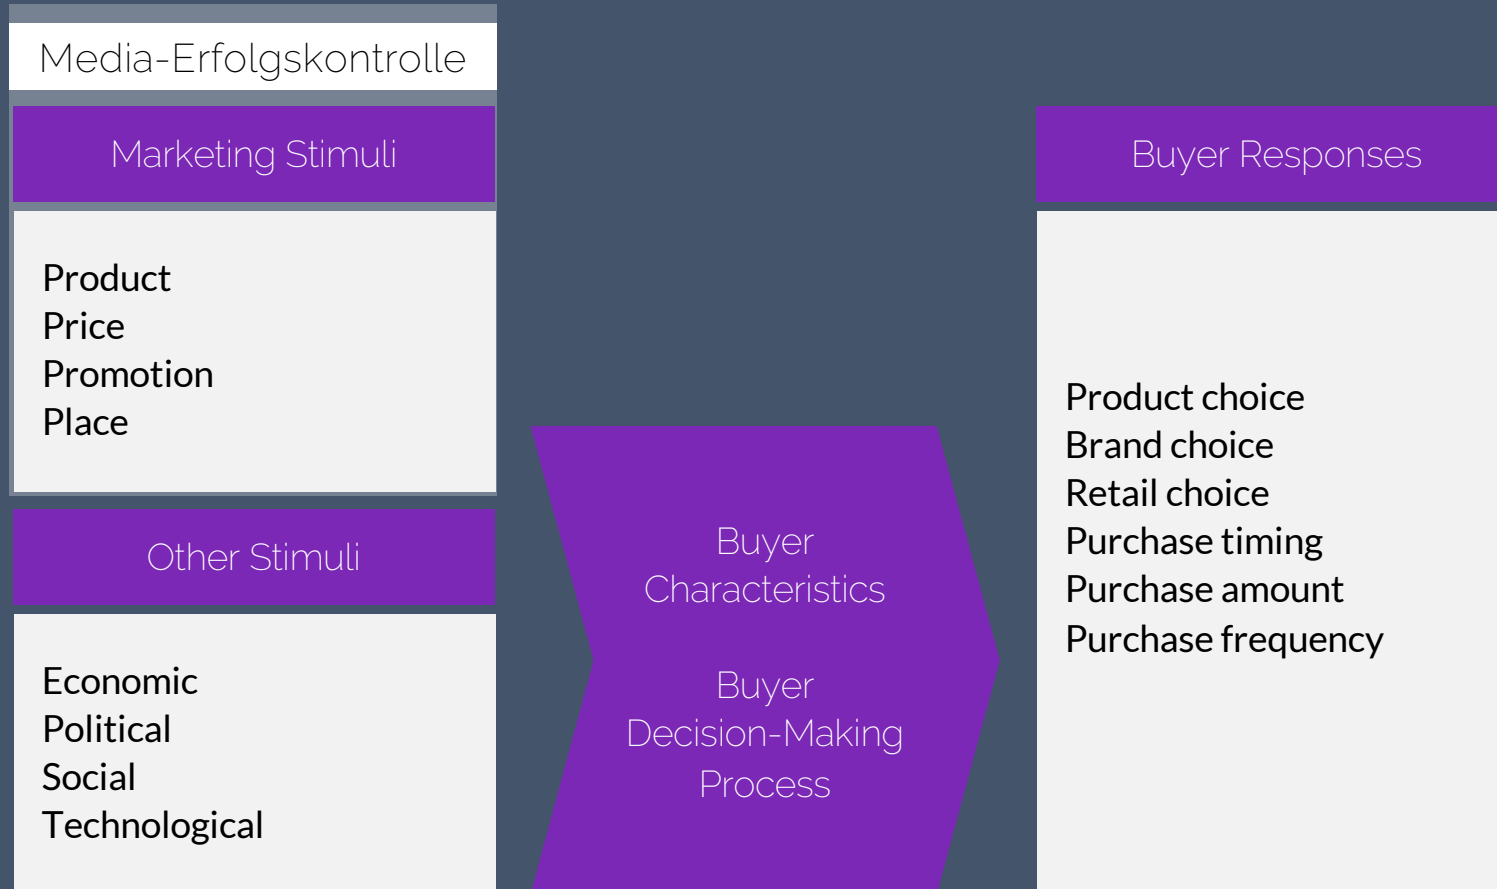 Media-Erfolgskontrolle
Marketing Stimuli
Product
Price
Promotion
Place
Other Stimuli
Economic
Political
Social
Technological
Buyer
Characteristics
Buyer
Decision-Making
Process
Buyer Responses
Product choice
Brand choice
Retail choice
Purchase timing
Purchase amount
Purchase frequency